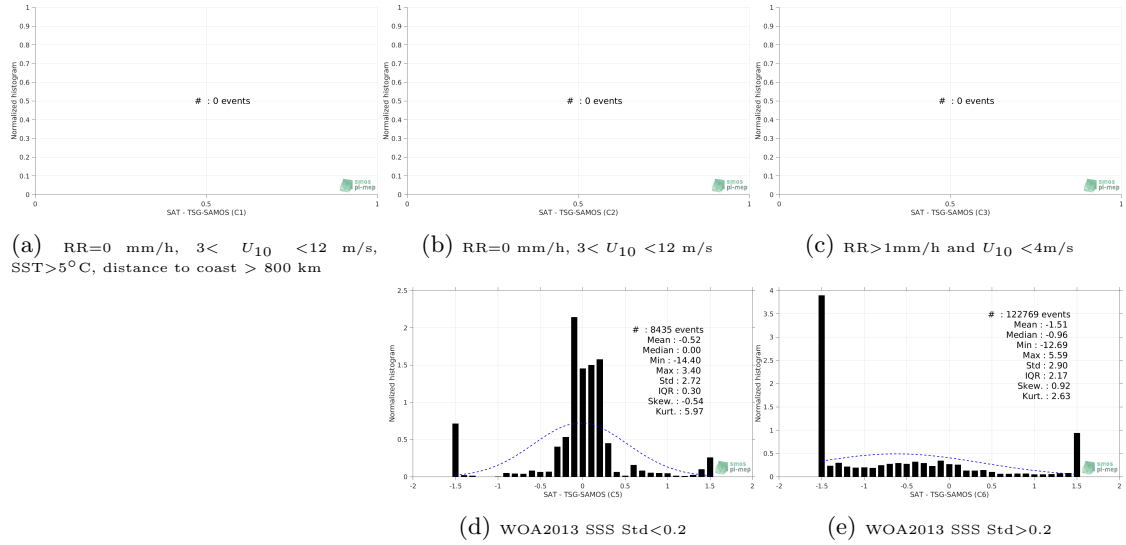 1
0.9
0.8
0.7
0.6
0.5
0.4
0.3
0.2
0.1
0
Normalized histogram
# : 0 events
smos
pi-mep
0 0.5 1
SAT - TSG-SAMOS (C1)
(a) RR=0 mm/h, 3< U10 <12 m/s,
SST>5°C, distance to coast > 800 km
1
0.9
0.8
0.7
0.6
0.5
0.4
0.3
0.2
0.1
0
Normalized histogram
# : 0 events
smos
pi-mep
0 0.5 1
SAT - TSG-SAMOS (C2)
(b) RR=0 mm/h, 3< U10 <12 m/s
1
0.9
0.8
0.7
0.6
0.5
0.4
0.3
0.2
0.1
0
Normalized histogram
# : 0 events
smos
pi-mep
0 0.5 1
SAT - TSG-SAMOS (C3)
(c) RR>1mm/h and U10 <4m/s
2.5
2
1.5
1
0.5
0
Normalized histogram
# : 8435 events
Mean : -0.52
Median : 0.00
Min : -14.40
Max : 3.40
Std : 2.72
IQR : 0.30
Skew. : -0.54
Kurt. : 5.97
smos
pi-mep
-2 -1.5 -1 -0.5 0 0.5 1 1.5 2
SAT - TSG-SAMOS (C5)
(d) WOA2013 SSS Std<0.2
4
3.5
3
2.5
2
1.5
1
0.5
0
Normalized histogram
# : 122769 events
Mean : -1.51
Median : -0.96
Min : -12.69
Max : 5.59
Std : 2.90
IQR : 2.17
Skew. : 0.92
Kurt. : 2.63
smos
pi-mep
-2 -1.5 -1 -0.5 0 0.5 1 1.5 2
SAT - TSG-SAMOS (C6)
(e) WOA2013 SSS Std>0.2